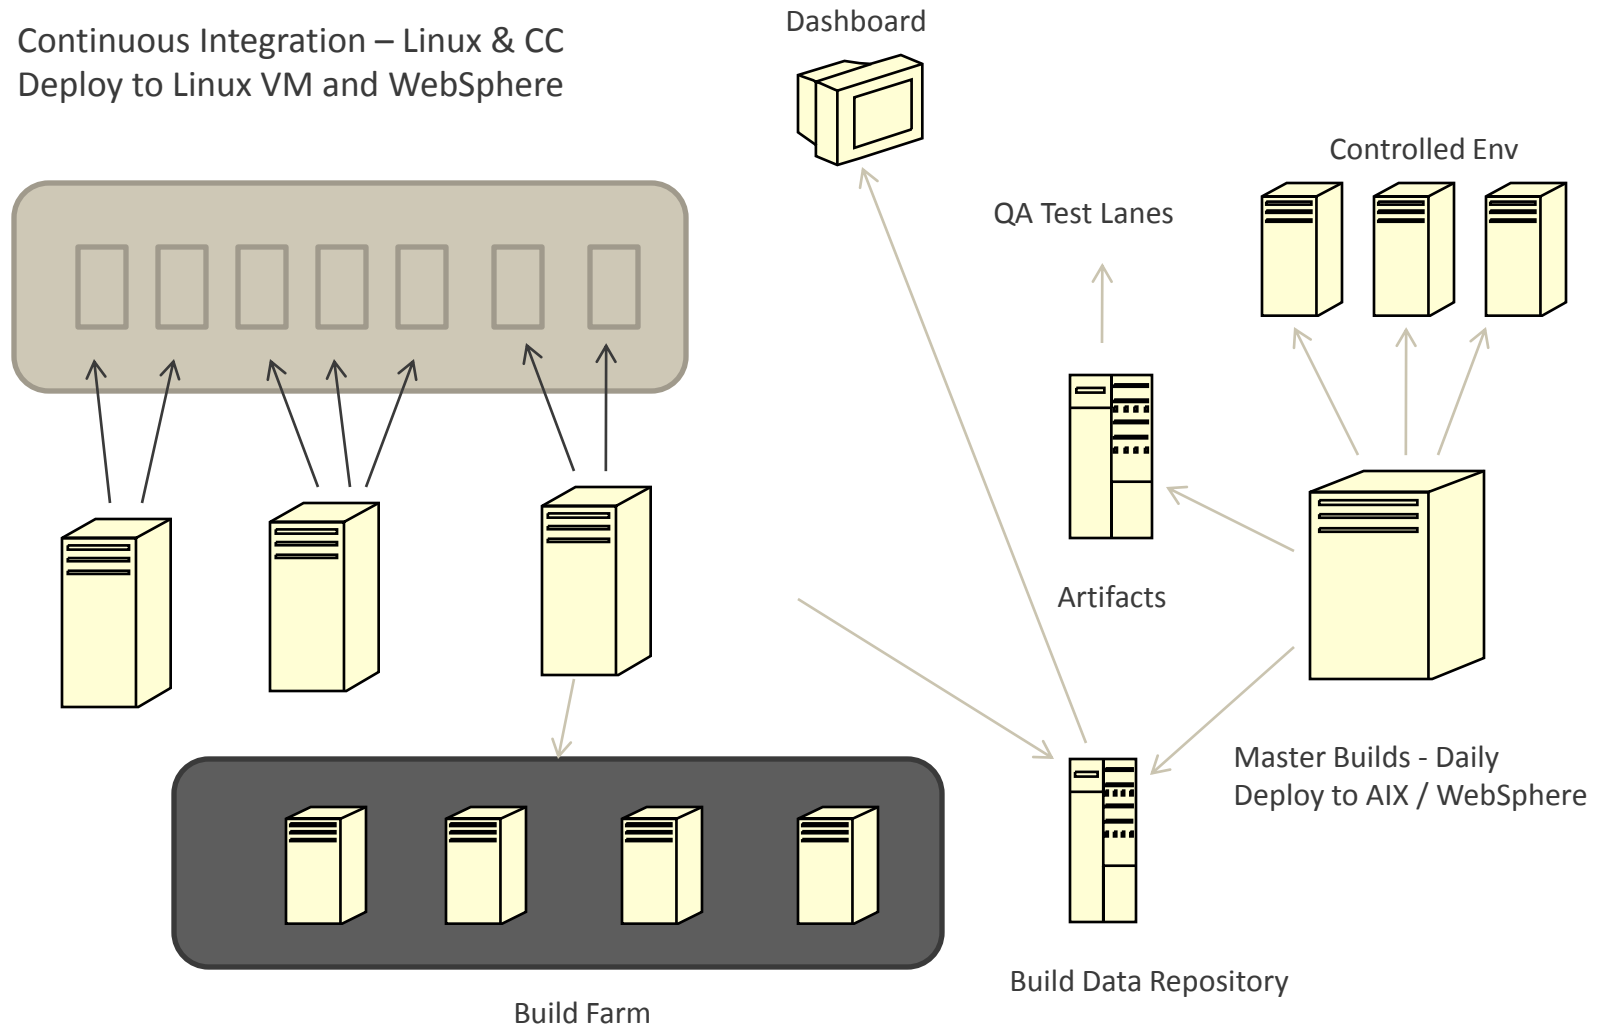 Continuous Integration – Linux & CC
Deploy to Linux VM and WebSphere
Dashboard
Controlled Env
QA Test Lanes
Artifacts
Master Builds - Daily
Deploy to AIX / WebSphere
Build Data Repository
Build Farm